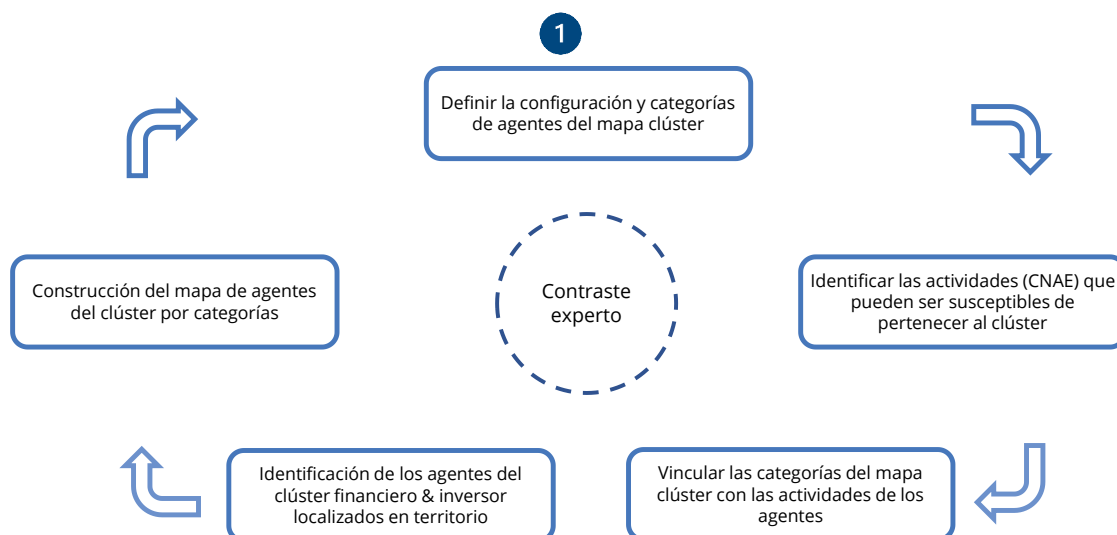 1
Definir la configuración y categorías
de agentes del mapa clúster
Identificar las actividades (CNAE) que
pueden ser susceptibles de
pertenecer al clúster
Vincular las categorías del mapa
clúster con las actividades de los
agentes
Identificación de los agentes del
clúster financiero & inversor
localizados en territorio
Construcción del mapa de agentes
del clúster por categorías
Contraste
experto